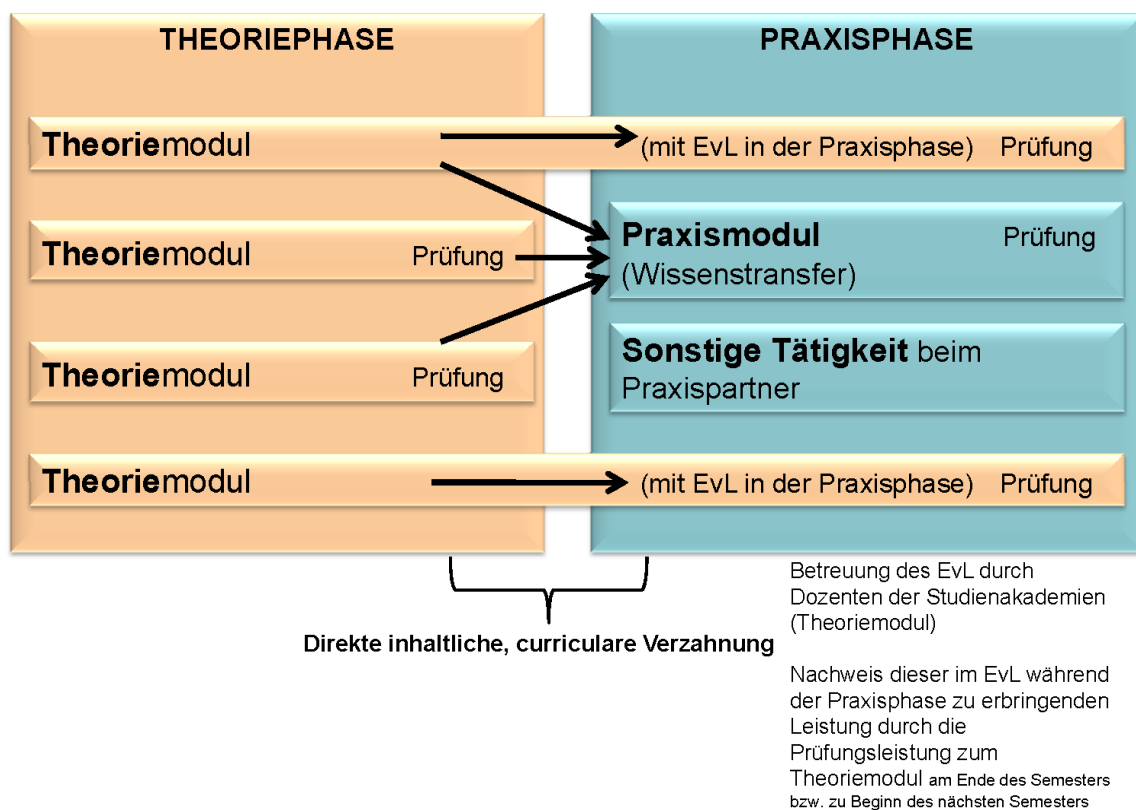 THEORIEPHASE
PRAXISPHASE
Theoriemodul
(mit EvL in der Praxisphase) Prüfung
Theoriemodul Prüfung
Praxismodul Prüfung
(Wissenstransfer)
Theoriemodul Prüfung
Sonstige Tätigkeit beim
Praxispartner
Theoriemodul
(mit EvL in der Praxisphase) Prüfung
Direkte inhaltliche, curriculare Verzahnung
Betreuung des EvL durch
Dozenten der Studienakademien
(Theoriemodul)
Nachweis dieser im EvL während
der Praxisphase zu erbringenden
Leistung durch die
Prüfungsleistung zum
Theoriemodul am Ende des Semesters
bzw. zu Beginn des nächsten Semesters